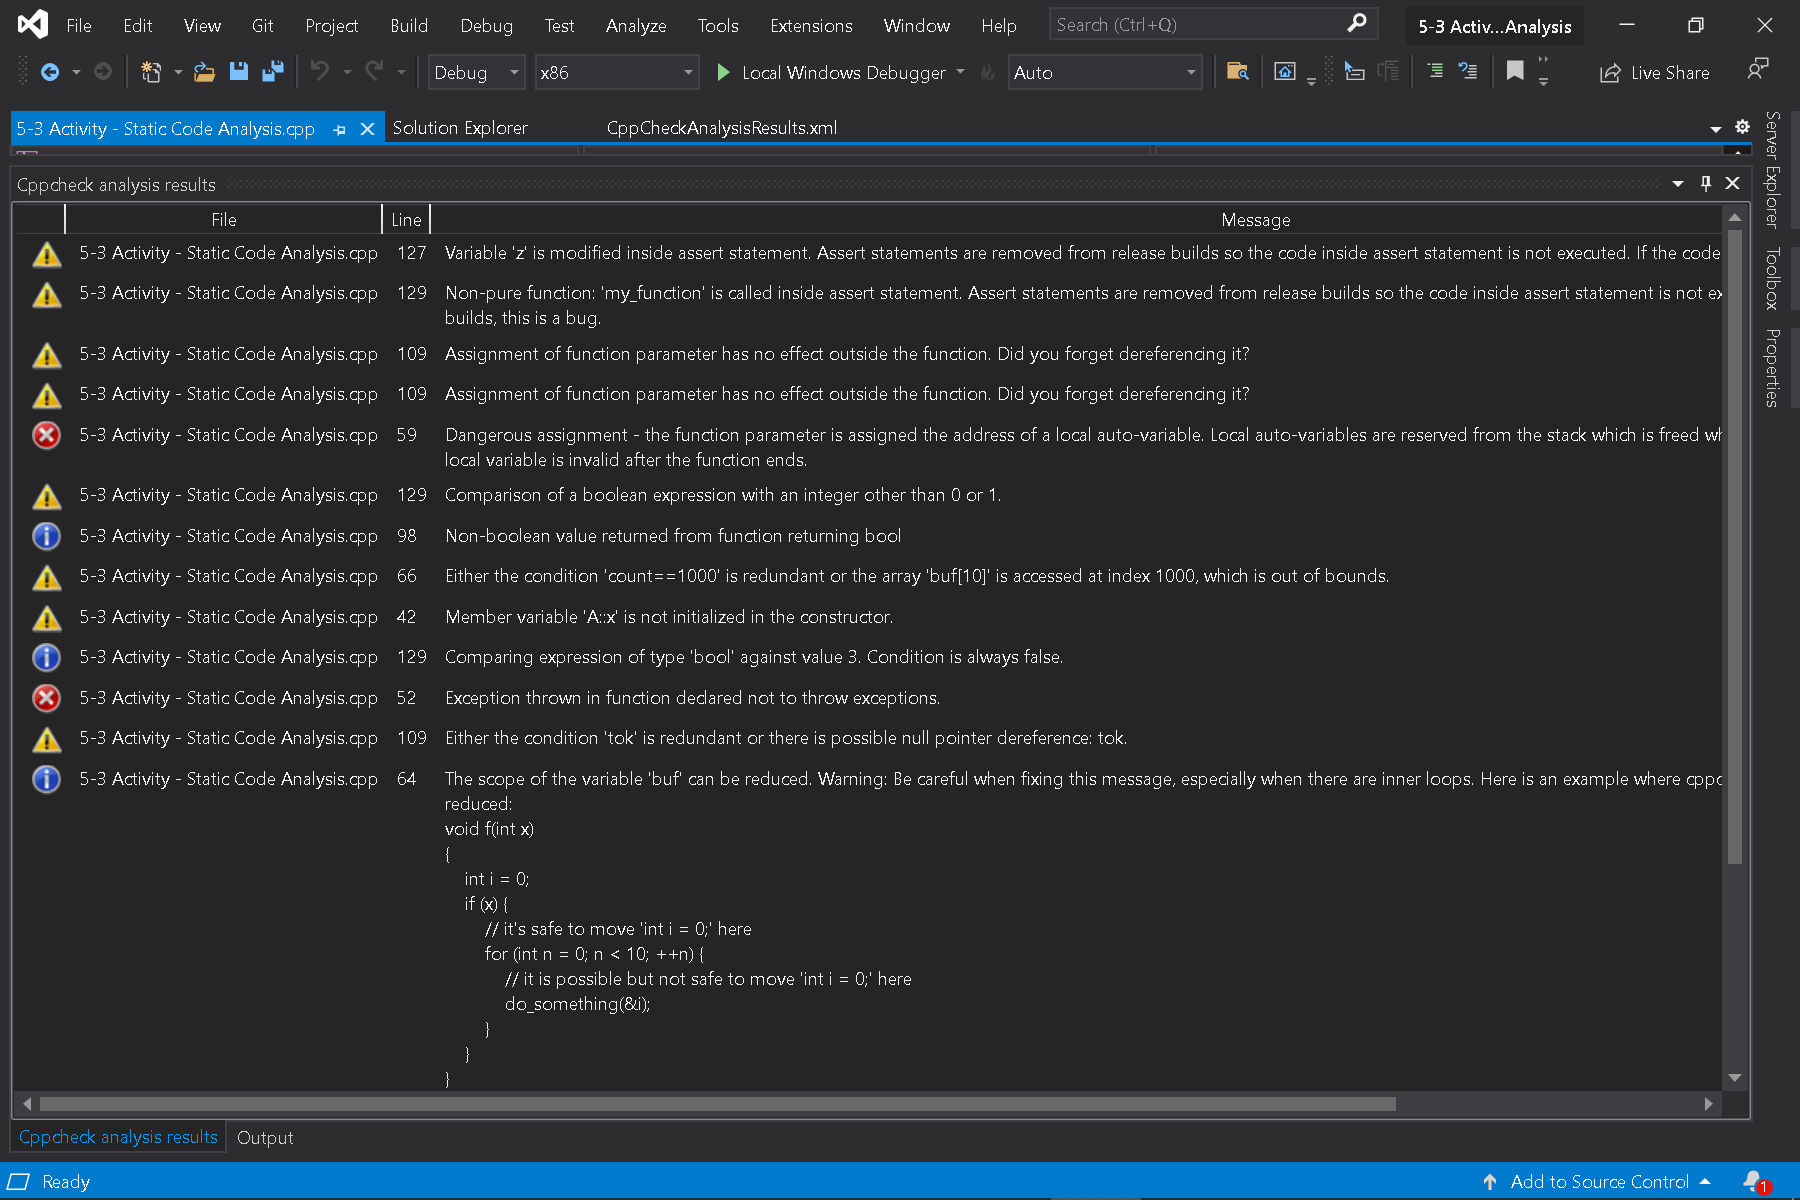 File Edit View Git Project Build Debug Test Analyze Tools Extensions Window Help Search (Ctrl+Q) 5-3 Activ...Analysis
Debug x86 Local Windows Debugger Auto Live Share
5-3 Activity - Static Code Analysis.cpp Solution Explorer CppCheckAnalysisResults.xml
Cppcheck analysis results
File Line Message
5-3 Activity - Static Code Analysis.cpp 127 Variable 'z' is modified inside assert statement. Assert statements are removed from release builds so the code inside assert statement is not executed. If the code
5-3 Activity - Static Code Analysis.cpp 129 Non-pure function: 'my_function' is called inside assert statement. Assert statements are removed from release builds so the code inside assert statement is not ex
builds, this is a bug.
5-3 Activity - Static Code Analysis.cpp 109 Assignment of function parameter has no effect outside the function. Did you forget dereferencing it?
5-3 Activity - Static Code Analysis.cpp 109 Assignment of function parameter has no effect outside the function. Did you forget dereferencing it?
5-3 Activity - Static Code Analysis.cpp 59 Dangerous assignment - the function parameter is assigned the address of a local auto-variable. Local auto-variables are reserved from the stack which is freed wh
local variable is invalid after the function ends.
5-3 Activity - Static Code Analysis.cpp 129 Comparison of a boolean expression with an integer other than 0 or 1.
5-3 Activity - Static Code Analysis.cpp 98 Non-boolean value returned from function returning bool
5-3 Activity - Static Code Analysis.cpp 66 Either the condition 'count==1000' is redundant or the array 'buf[10]' is accessed at index 1000, which is out of bounds.
5-3 Activity - Static Code Analysis.cpp 42 Member variable 'A::x' is not initialized in the constructor.
5-3 Activity - Static Code Analysis.cpp 129 Comparing expression of type 'bool' against value 3. Condition is always false.
5-3 Activity - Static Code Analysis.cpp 52 Exception thrown in function declared not to throw exceptions.
5-3 Activity - Static Code Analysis.cpp 109 Either the condition 'tok' is redundant or there is possible null pointer dereference: tok.
5-3 Activity - Static Code Analysis.cpp 64 The scope of the variable 'buf' can be reduced. Warning: Be careful when fixing this message, especially when there are inner loops. Here is an example where cppc
reduced:
void f(int x)
{
int i = 0;
if (x) {
// it's safe to move 'int i = 0;' here
for (int n = 0; n < 10; ++n) {
// it is possible but not safe to move 'int i = 0;' here
do_something(&i);
}
}
}
Cppcheck analysis results Output
Ready Add to Source Control 1
Server Explorer
Toolbox
Properties